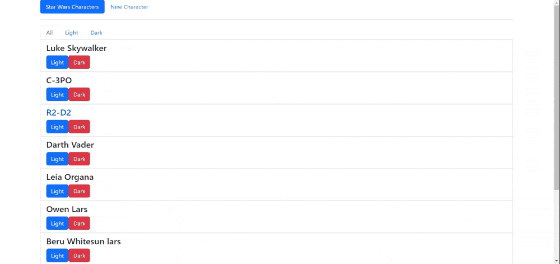 Star Wars Characters New Character
All Light Dark
Luke Skywalker
Light Dark
C-3PO
Light Dark
R2-D2
Light Dark
Darth Vader
Light Dark
Leia Organa
Light Dark
Owen Lars
Light Dark
Beru Whitesun lars
Light Dark